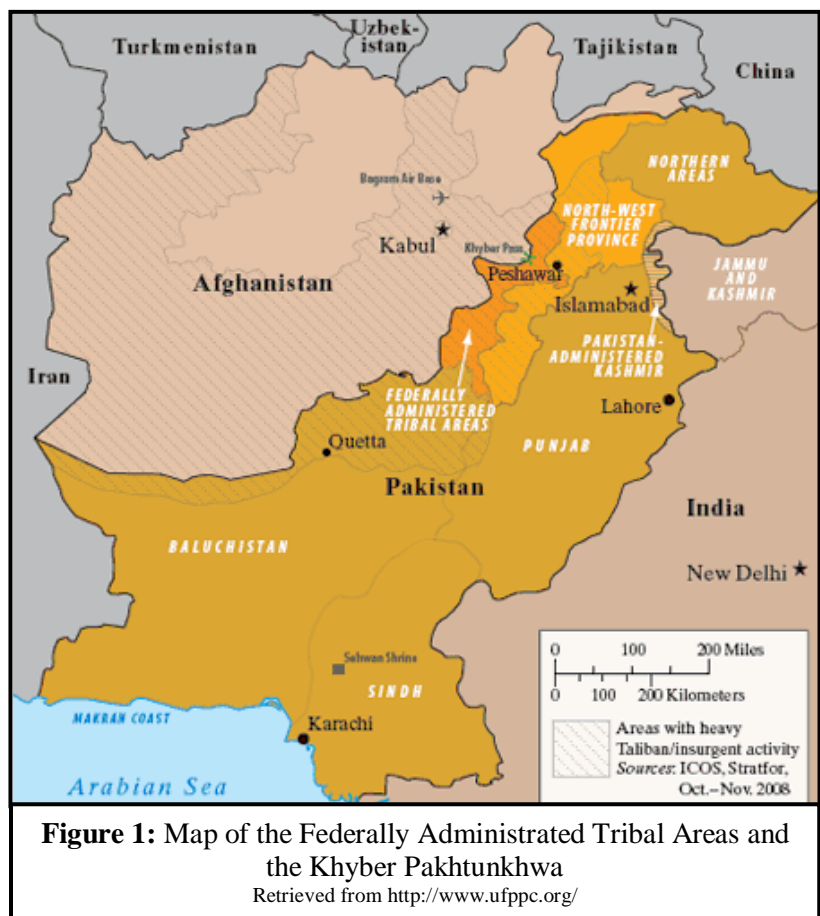 Turkmenistan
Uzbek-
istan
Tajikistan
China
NORTHERN
AREAS
Bagram Air Base
NORTH-WEST
FRONTIER
PROVINCE
Kabul
Khyber Pass
Peshawar
JAMMU
AND
KASHMIR
Afghanistan
Islamabad
PAKISTAN-
ADMINISTERED
KASHMIR
Iran
FEDERALLY
ADMINISTERED
TRIBAL AREAS
Lahore
Quetta
PUNJAB
Pakistan
India
BALUCHISTAN
New Delhi
Sehwan Shrine
SINDH
MAKRAN COAST
Karachi
Arabian Sea
0 100 200 Miles
0 100 200 Kilometers
Areas with heavy
Taliban/insurgent activity
Sources: ICOS, Stratfor,
Oct.–Nov. 2008
Figure 1: Map of the Federally Administrated Tribal Areas and
the Khyber Pakhtunkhwa
Retrieved from http://www.ufppc.org/